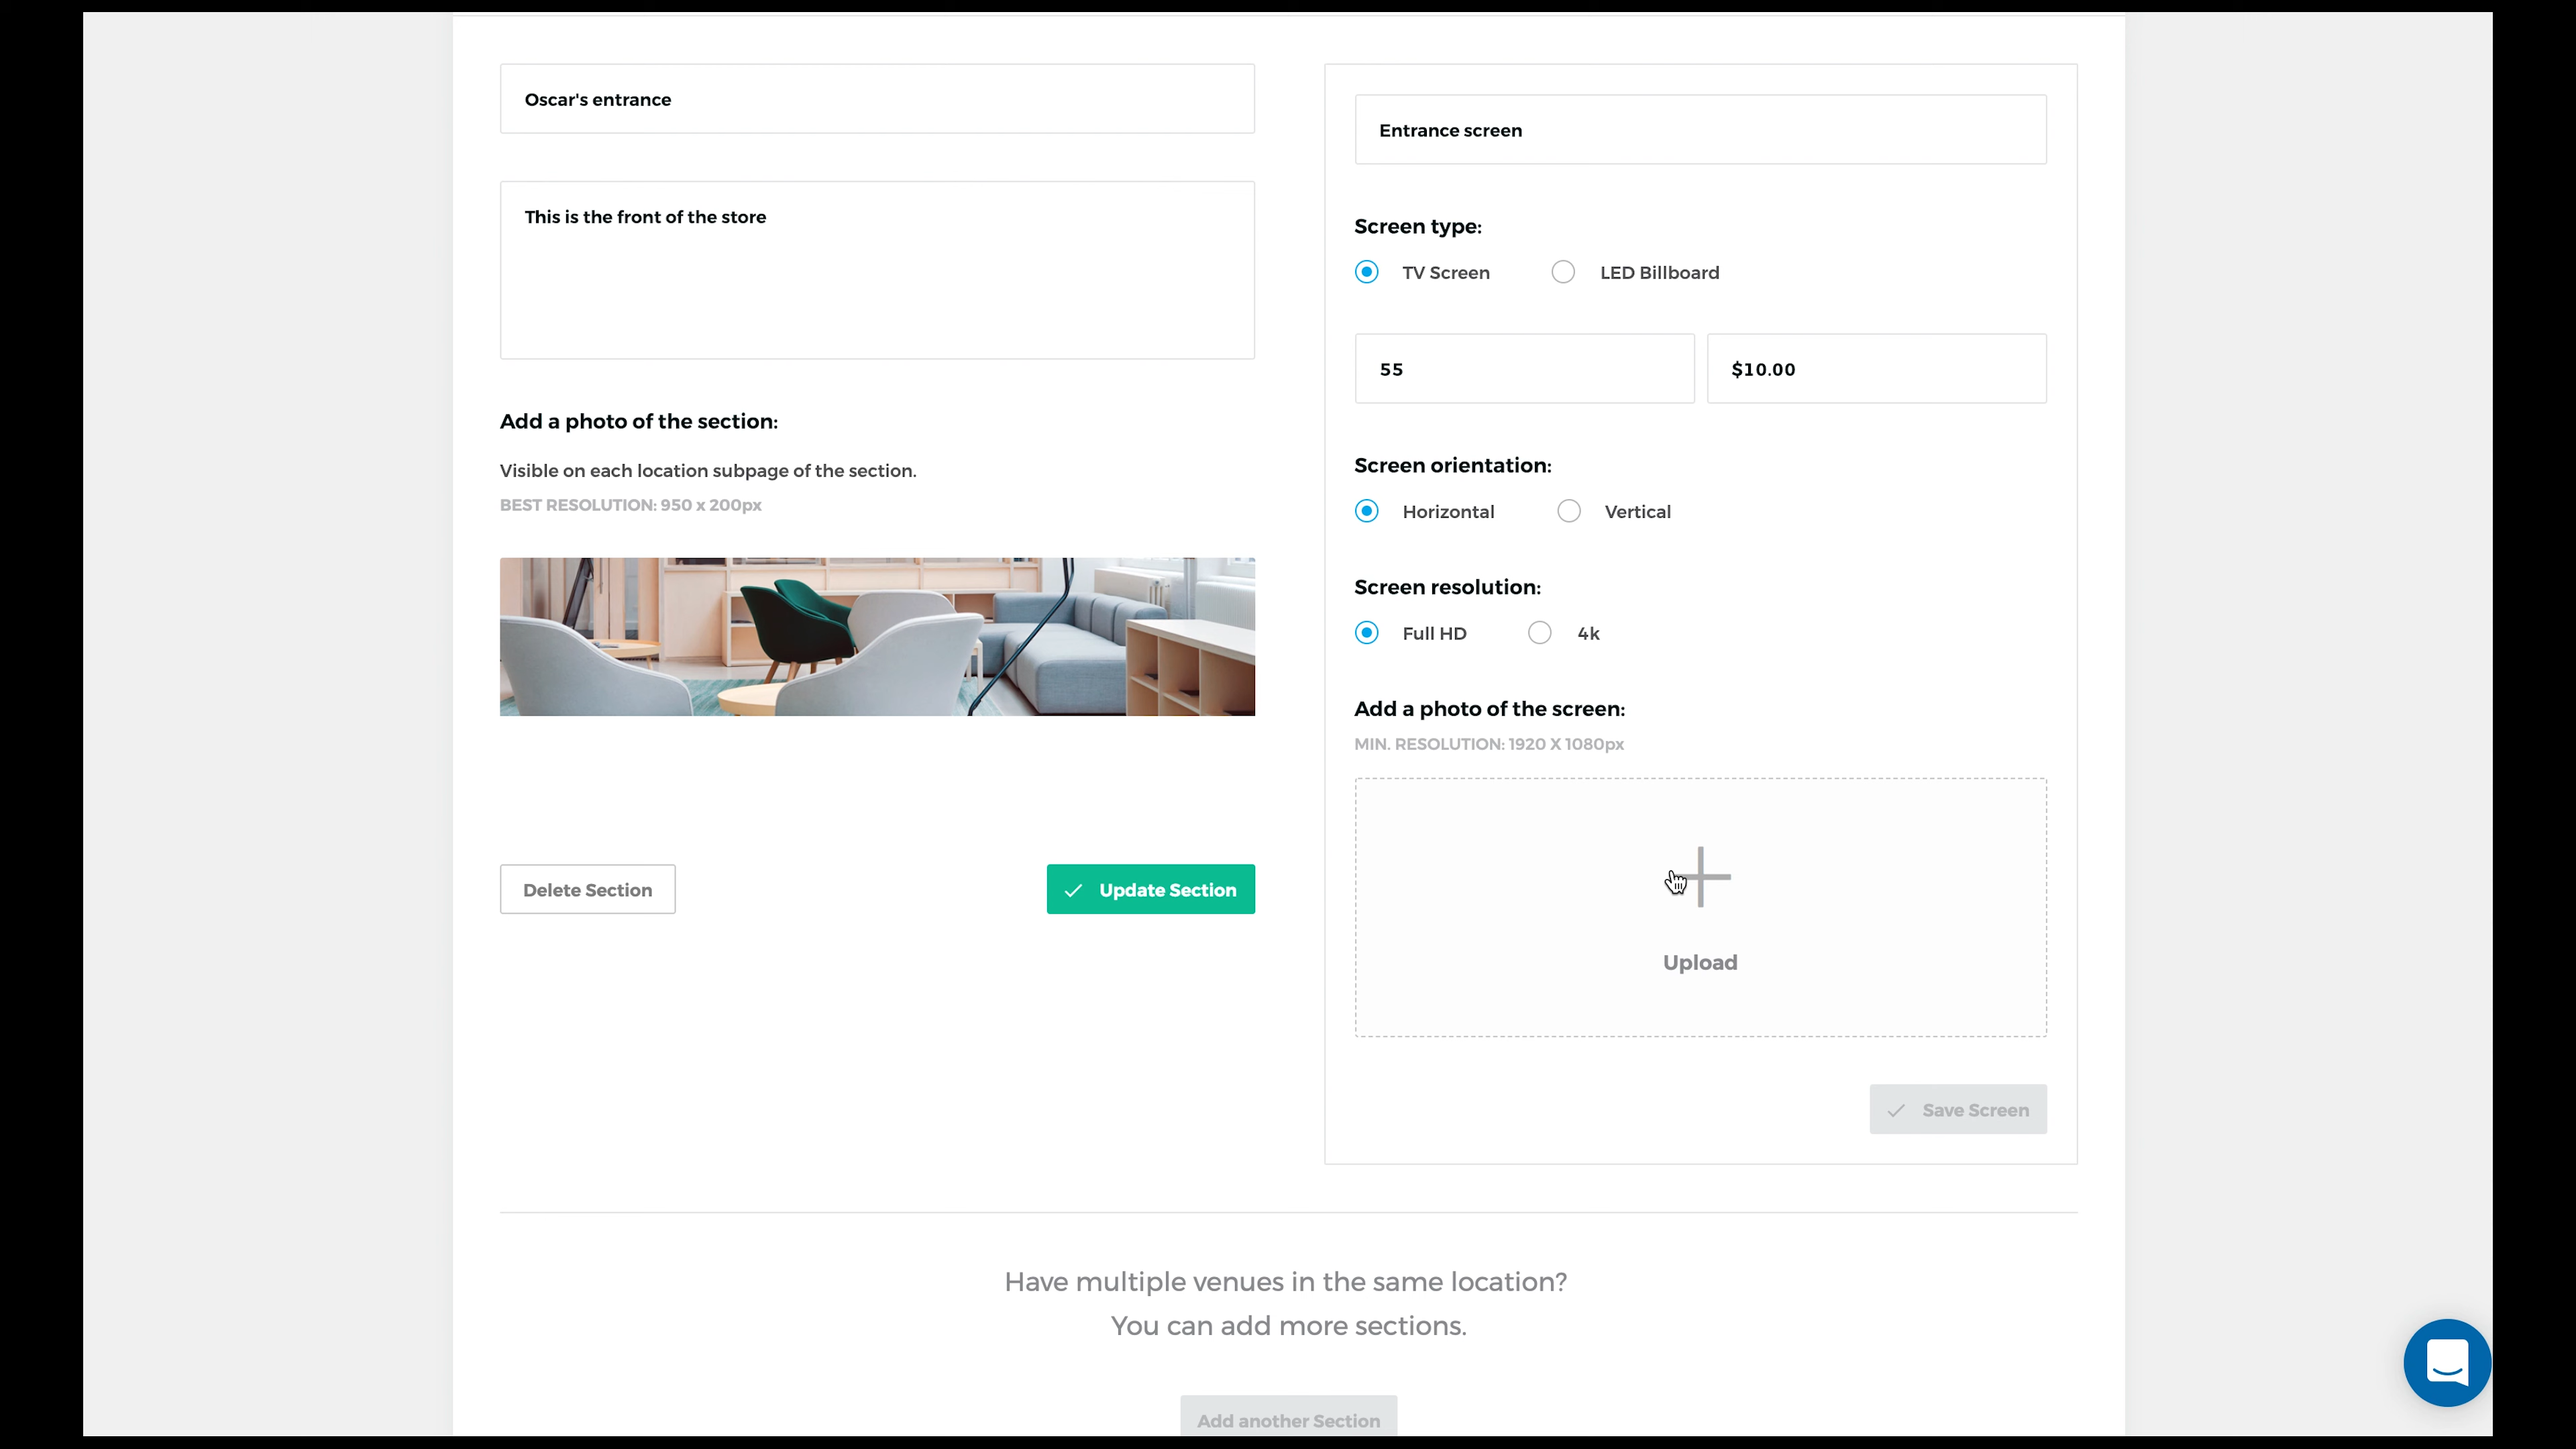 Oscar's entrance
This is the front of the store
Add a photo of the section:
Visible on each location subpage of the section.
BEST RESOLUTION: 950 x 200px
Delete Section
Update Section
Entrance screen
Screen type:
TV Screen LED Billboard
55 $10.00
Screen orientation:
Horizontal Vertical
Screen resolution:
Full HD 4k
Add a photo of the screen:
MIN. RESOLUTION: 1920 X 1080px
Upload
Save Screen
Have multiple venues in the same location?
You can add more sections.
Add another Section